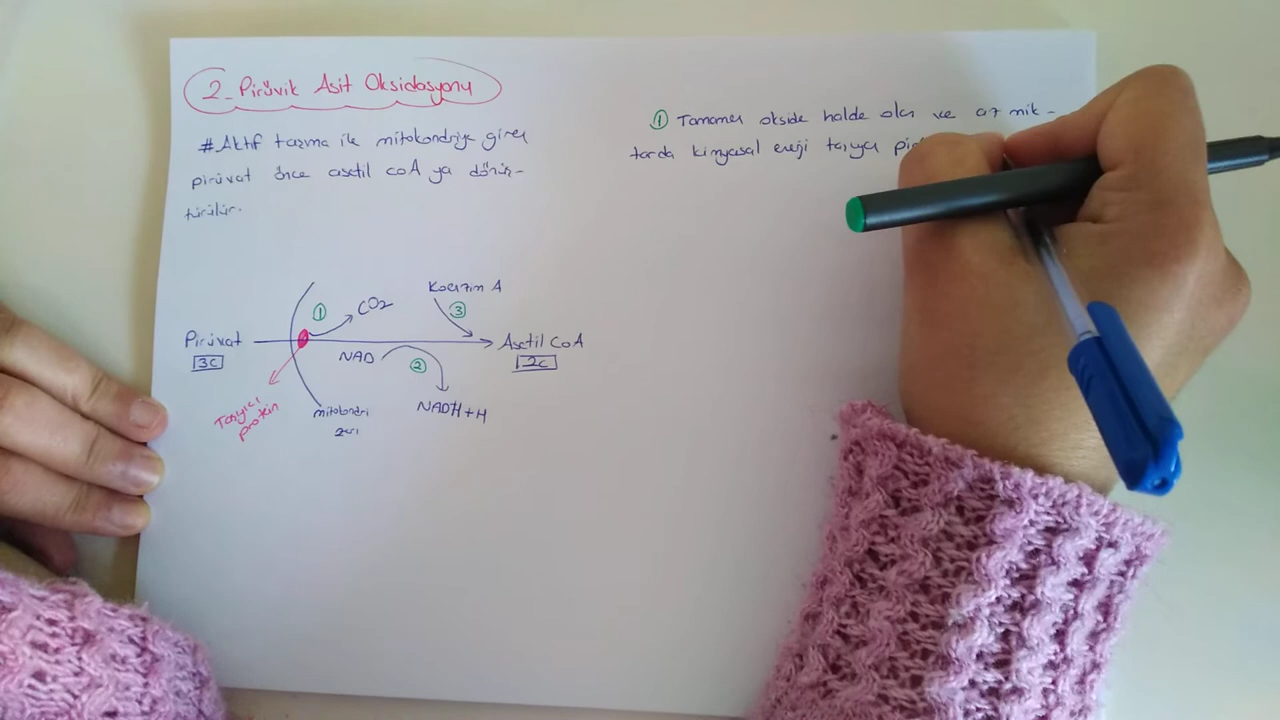 2_ Pirüvik Asit Oksidasyonu
# Aktif taşıma ile mitokondriye giren
pirüvat önce asetil coA ya dönüş-
türülür.
① CO2
Koenzim A
③
Pirüvat
3C
NAD
②
Asetil CoA
2C
Taşıyıcı
protein
mitokondri
zarı
NADH+H
① Tamamen okside halde olan ve az mik-
tarda kimyasal enerji taşıyan